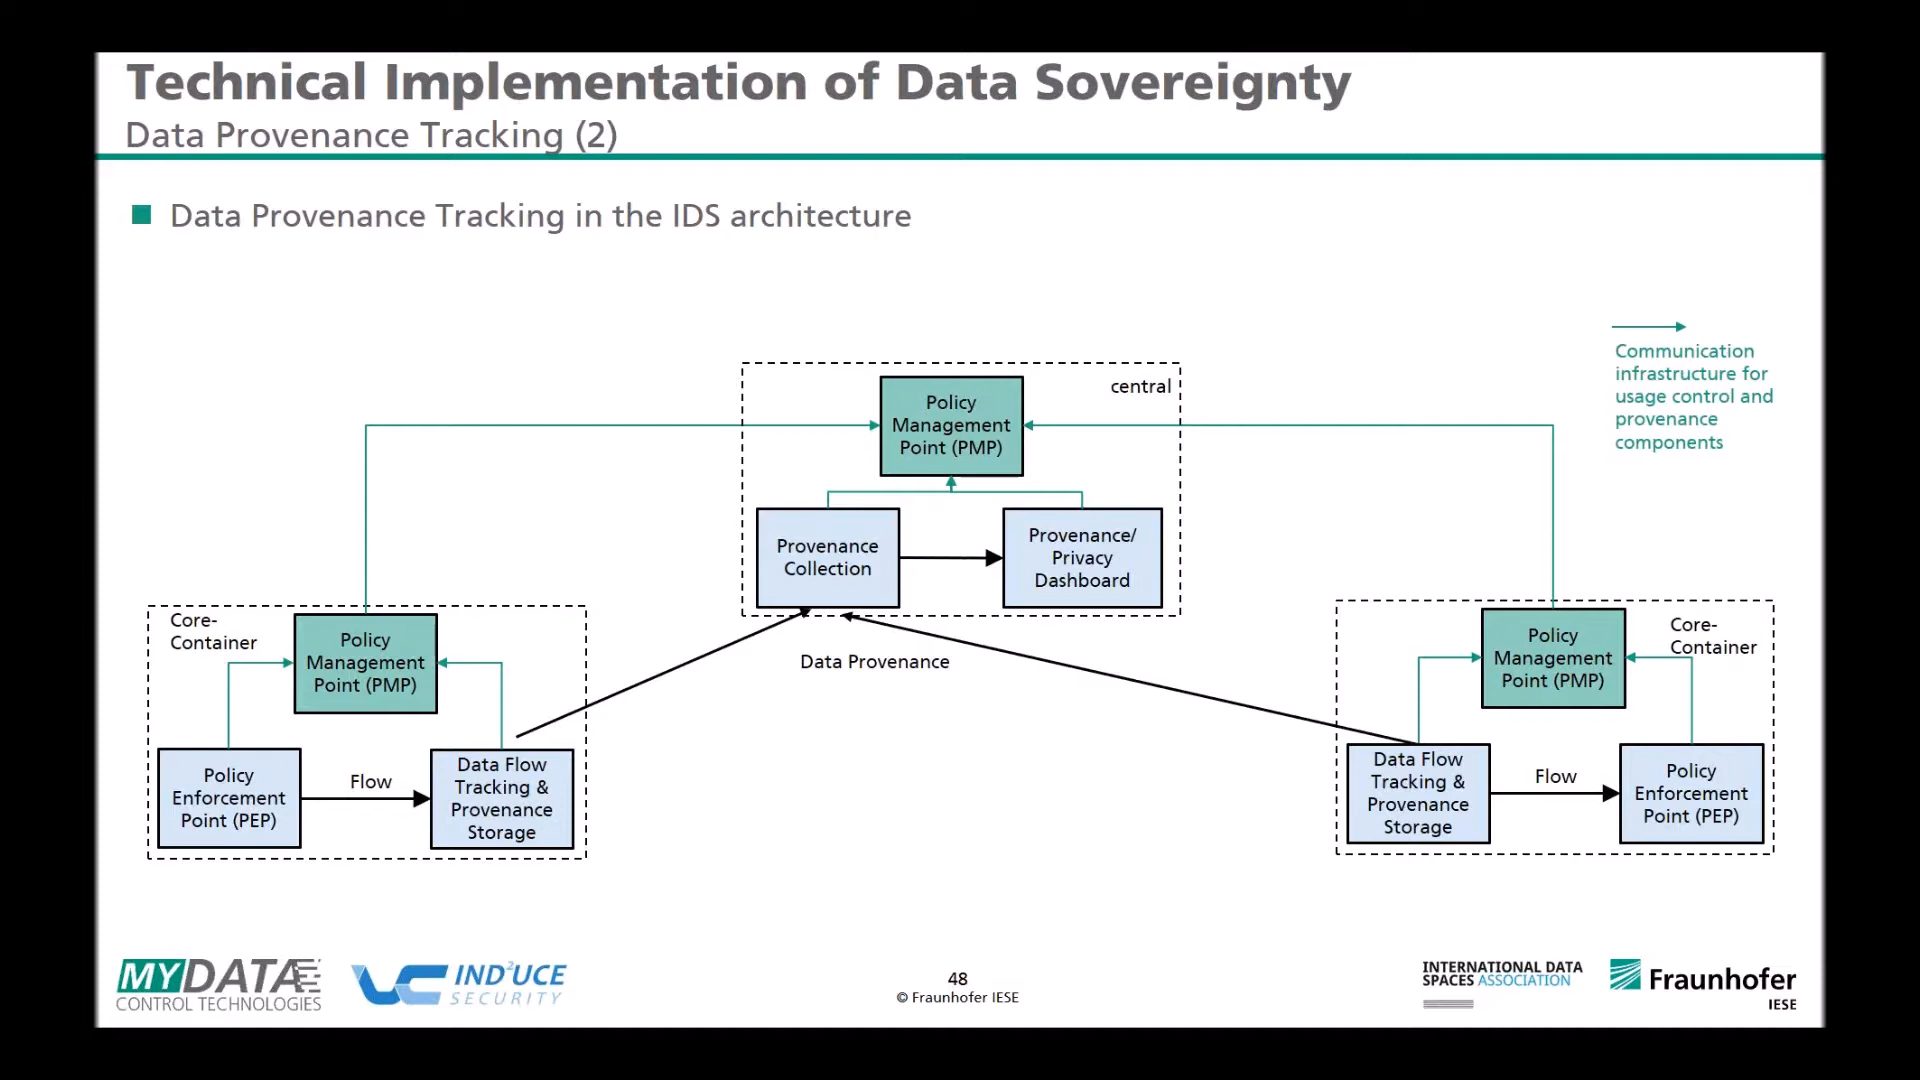 Technical Implementation of Data Sovereignty
Data Provenance Tracking (2)
Data Provenance Tracking in the IDS architecture
Communication
infrastructure for
usage control and
provenance
components
central
Policy
Management
Point (PMP)
Provenance
Collection
Provenance/
Privacy
Dashboard
Core-
Container
Policy
Management
Point (PMP)
Policy
Enforcement
Point (PEP)
Flow
Data Flow
Tracking &
Provenance
Storage
Data Provenance
Core-
Container
Policy
Management
Point (PMP)
Data Flow
Tracking &
Provenance
Storage
Flow
Policy
Enforcement
Point (PEP)
MYDATA
CONTROL TECHNOLOGIES
IND²UCE
SECURITY
48
© Fraunhofer IESE
INTERNATIONAL DATA
SPACES ASSOCIATION
Fraunhofer
IESE